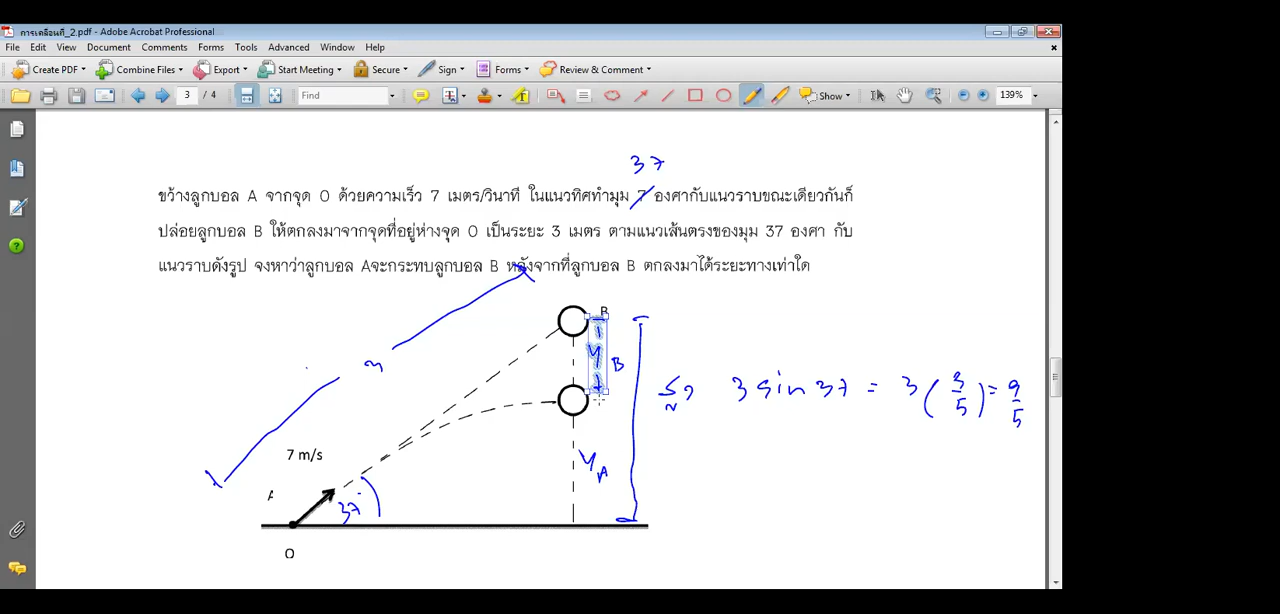 การเคลื่อนที่_2.pdf - Adobe Acrobat Professional
File Edit View Document Comments Forms Tools Advanced Window Help
Create PDF Combine Files Export Start Meeting Secure Sign Forms Review & Comment
3 / 4 Find Show 139%
37
ขว้างลูกบอล A จากจุด O ด้วยความเร็ว 7 เมตร/วินาที ในแนวทิศทำมุม 7 องศากับแนวราบขณะเดียวกันก็
ปล่อยลูกบอล B ให้ตกลงมาจากจุดที่อยู่ห่างจุด O เป็นระยะ 3 เมตร ตามแนวเส้นตรงของมุม 37 องศา กับ
แนวราบดังรูป จงหาว่าลูกบอล Aจะกระทบลูกบอล B หลังจากที่ลูกบอล B ตกลงมาได้ระยะทางเท่าใด
B
3
y B
3 sin 37 = 3 (3/5) = 9/5
7 m/s
yA
A
37°
O